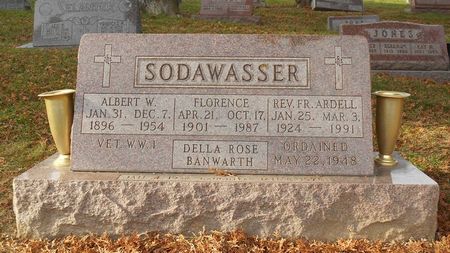 SODAWASSER
ALBERT W. FLORENCE REV. FR. ARDELL
JAN. 31, DEC. 7, APR. 21, OCT. 17, JAN. 25, MAR. 3,
1896 – 1954 1901 – 1987 1924 – 1991
VET. W.W. I DELLA ROSE ORDAINED
BANWARTH MAY 22, 1948
JONES